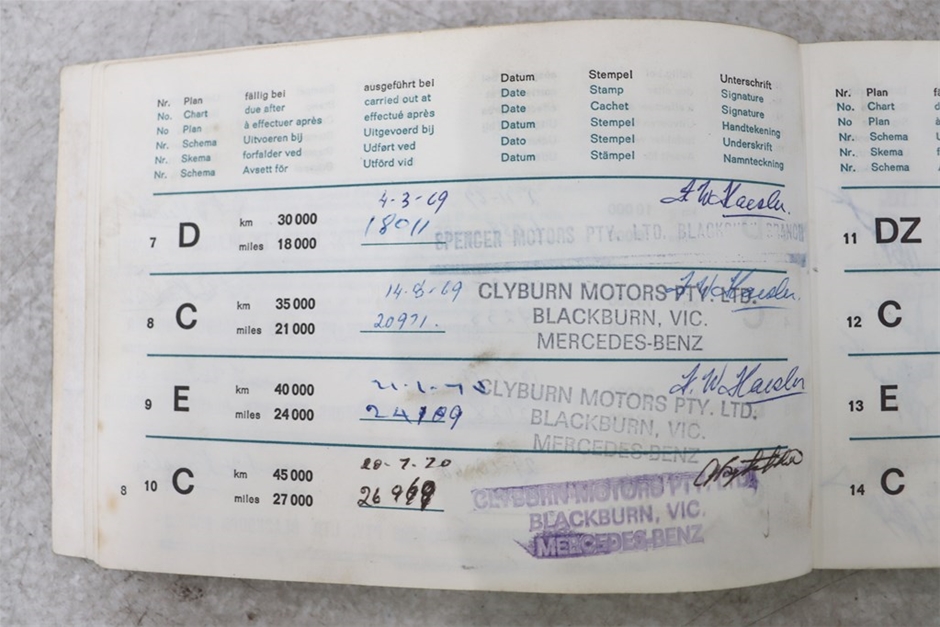 Nr. Plan fällig bei ausgeführt bei Datum Stempel Unterschrift
No. Chart due after carried out at Date Stamp Signature
No Plan à effectuer après effectué après Date Cachet Signature
Nr. Schema Uitvoeren bij Uitgevoerd bij Datum Stempel Handtekening
Nr. Skema forfalder ved Udført ved Dato Stempel Underskrift
Nr. Schema Avsett för Utförd vid Datum Stämpel Namnteckning
4-3-69
7 D km 30 000 18011
miles 18 000
SPENCER MOTORS PTY. LTD. BLACKBURN BRANCH
14-8-69 CLYBURN MOTORS PTY. LTD.
8 C km 35 000 20971. BLACKBURN, VIC.
miles 21 000 MERCEDES-BENZ
CLYBURN MOTORS PTY. LTD.
9 E km 40 000 BLACKBURN, VIC.
miles 24 000 MERCEDES-BENZ
20-7-70
8 10 C km 45 000 CLYBURN MOTORS PTY. LTD.
miles 27 000 BLACKBURN, VIC.
MERCEDES-BENZ
Nr. Plan
No. Chart
No Plan
Nr. Schema
Nr. Skema
Nr. Schema
11 DZ
12 C
13 E
14 C